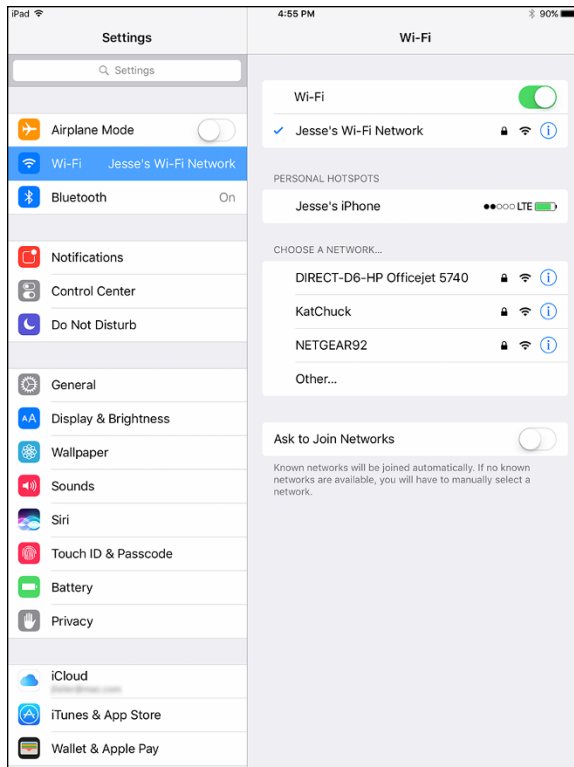 iPad 4:55 PM 90%
Settings
Settings
Airplane Mode
Wi-Fi Jesse's Wi-Fi Network
Bluetooth On
Notifications
Control Center
Do Not Disturb
General
AA Display & Brightness
Wallpaper
Sounds
Siri
Touch ID & Passcode
Battery
Privacy
iCloud
iTunes & App Store
Wallet & Apple Pay
Wi-Fi
Wi-Fi
Jesse's Wi-Fi Network
PERSONAL HOTSPOTS
Jesse's iPhone LTE
CHOOSE A NETWORK...
DIRECT-D6-HP Officejet 5740
KatChuck
NETGEAR92
Other...
Ask to Join Networks
Known networks will be joined automatically. If no known
networks are available, you will have to manually select a
network.